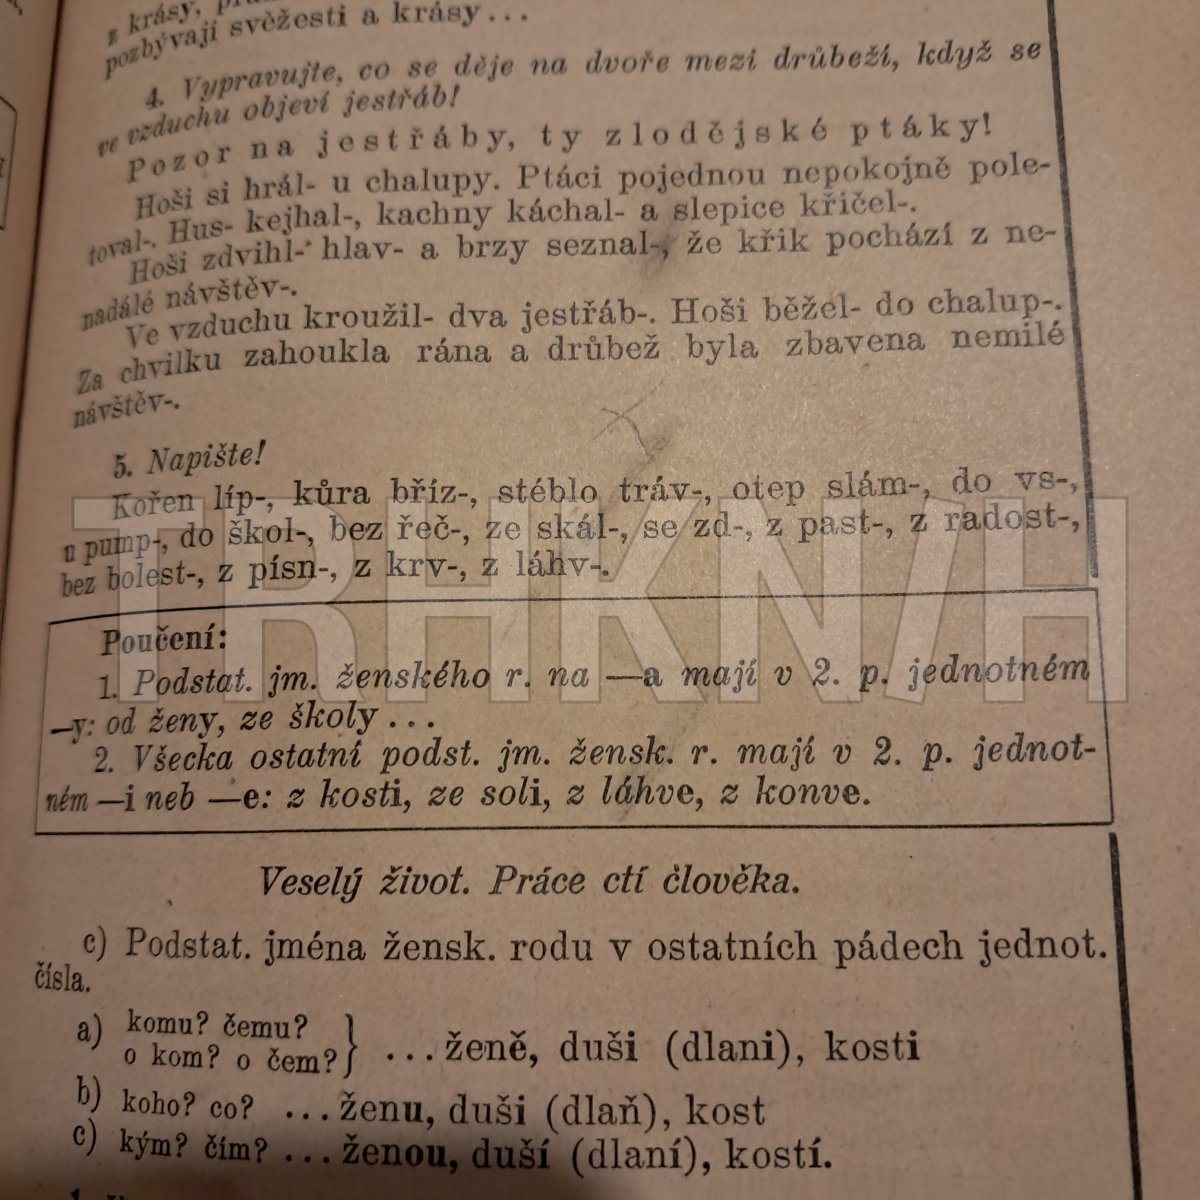 z krásy,
pozbývají svěžesti a krásy...
4. Vypravujte, co se děje na dvoře mezi drůbeží, když se
ve vzduchu objeví jestřáb!
Pozor na jestřáby, ty zlodějské ptáky!
Hoši si hrál- u chalupy. Ptáci pojednou nepokojně pole-
toval-. Hus- kejhal-, kachny káchal- a slepice křičel-.
Hoši zdvihl- hlav- a brzy seznal-, že křik pochází z ne-
nadálé návštěv-.
Ve vzduchu kroužil- dva jestřáb-. Hoši běžel- do chalup-.
Za chvilku zahoukla rána a drůbež byla zbavena nemilé
návštěv-.
5. Napište!
Kořen líp-, kůra bříz-, stéblo tráv-, otep slám-, do vs-,
u pump-, do škol-, bez řeč-, ze skál-, se zd-, z past-, z radost-,
bez bolest-, z písn-, z krv-, z láhv-.
TRHKNIH
Poučení:
1. Podstat. jm. ženského r. na —a mají v 2. p. jednotném
—y: od ženy, ze školy...
2. Všecka ostatní podst. jm. žensk. r. mají v 2. p. jednot-
ném —i neb —e: z kosti, ze soli, z láhve, z konve.
Veselý život. Práce ctí člověka.
c) Podstat. jména žensk. rodu v ostatních pádech jednot.
čísla.
a) komu? čemu?
o kom? o čem? } ...ženě, duši (dlani), kosti
b) koho? co? ...ženu, duši (dlaň), kost
c) kým? čím? ...ženou, duší (dlaní), kostí.